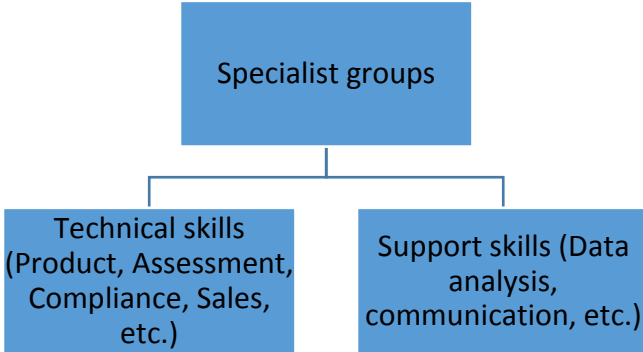 Specialist groups
Technical skills
(Product, Assessment,
Compliance, Sales,
etc.)
Support skills (Data
analysis,
communication, etc.)